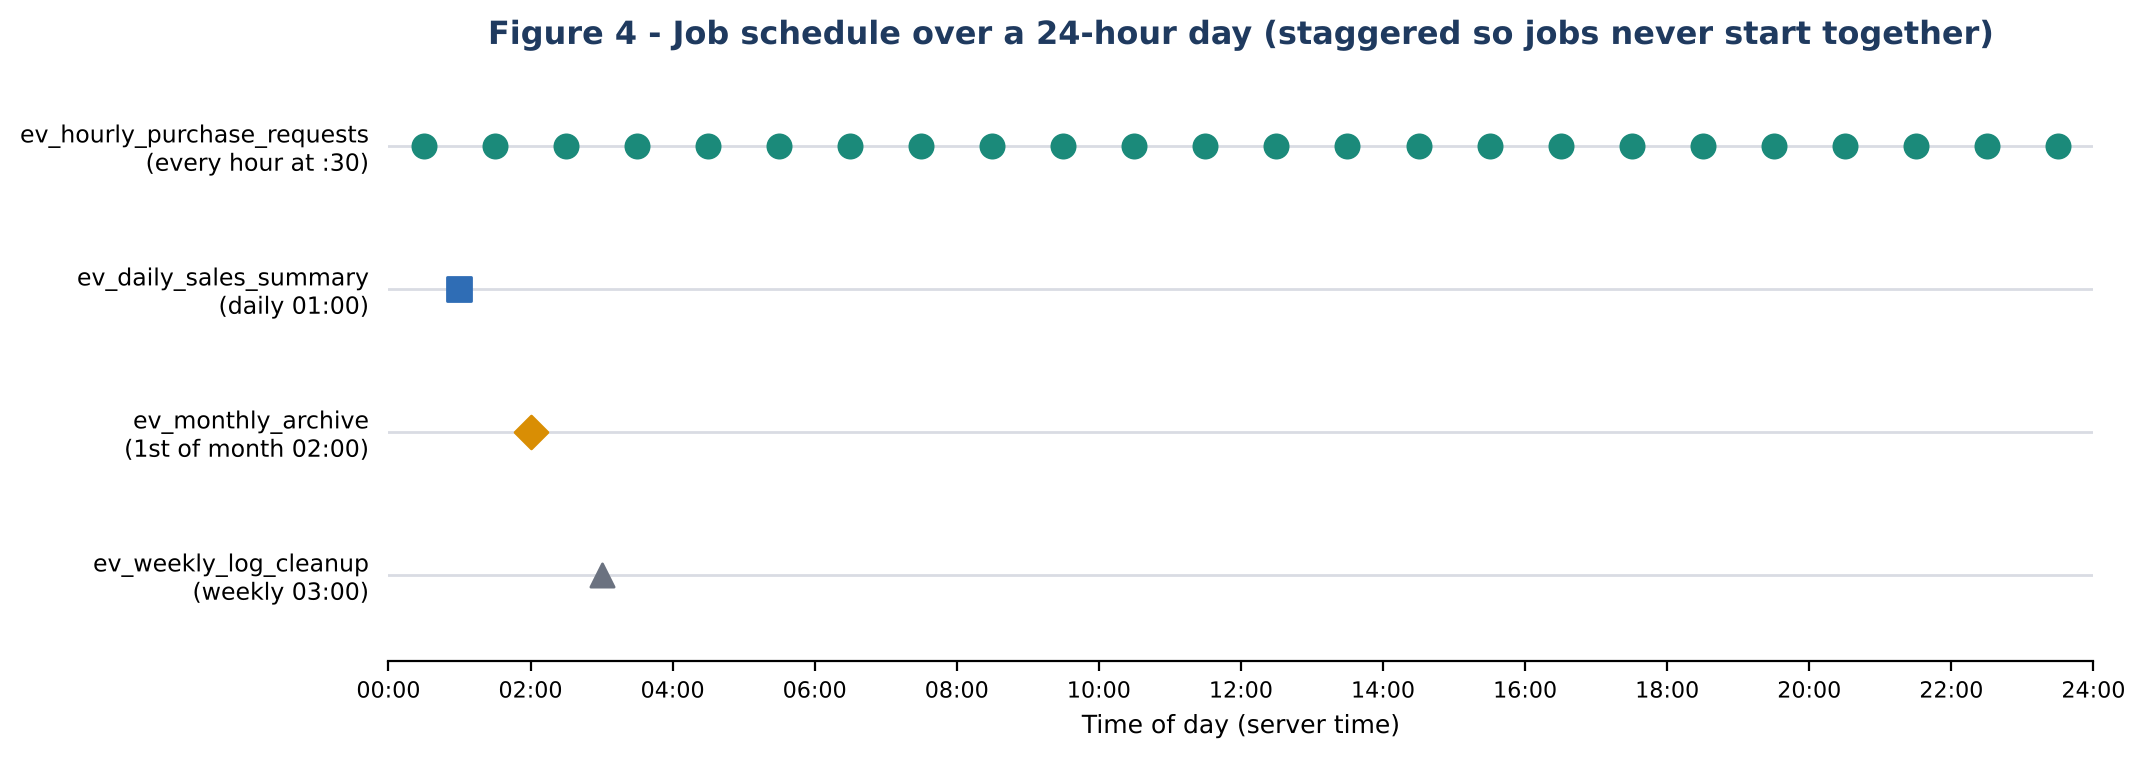 Figure 4 - Job schedule over a 24-hour day (staggered so jobs never start together)
ev_hourly_purchase_requests
(every hour at :30)
ev_daily_sales_summary
(daily 01:00)
ev_monthly_archive
(1st of month 02:00)
ev_weekly_log_cleanup
(weekly 03:00)
00:00 02:00 04:00 06:00 08:00 10:00 12:00 14:00 16:00 18:00 20:00 22:00 24:00
Time of day (server time)